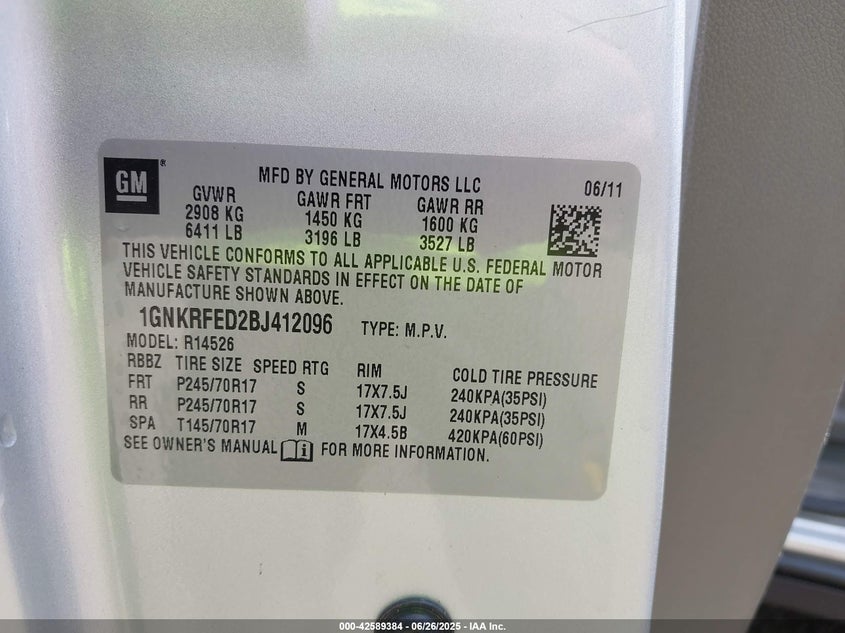 GM
MFD BY GENERAL MOTORS LLC 06/11
GVWR GAWR FRT GAWR RR
2908 KG 1450 KG 1600 KG
6411 LB 3196 LB 3527 LB
THIS VEHICLE CONFORMS TO ALL APPLICABLE U.S. FEDERAL MOTOR
VEHICLE SAFETY STANDARDS IN EFFECT ON THE DATE OF
MANUFACTURE SHOWN ABOVE.
1GNKRFED2BJ412096 TYPE: M.P.V.
MODEL: R14526
RBBZ TIRE SIZE SPEED RTG RIM COLD TIRE PRESSURE
FRT P245/70R17 S 17X7.5J 240KPA(35PSI)
RR P245/70R17 S 17X7.5J 240KPA(35PSI)
SPA T145/70R17 M 17X4.5B 420KPA(60PSI)
SEE OWNER'S MANUAL FOR MORE INFORMATION.
000-42589384 - 06/26/2025 - IAA Inc.